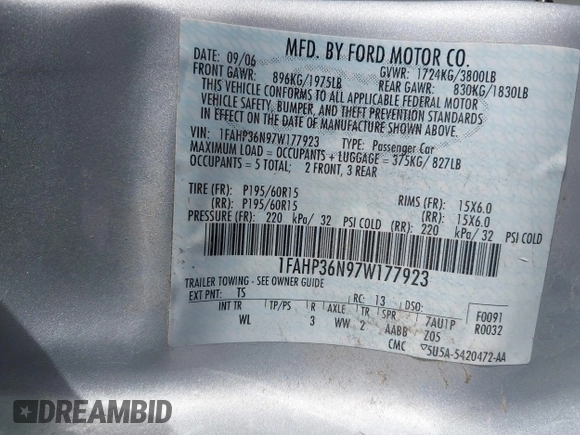 MFD. BY FORD MOTOR CO.
DATE: 09/06 GVWR: 1724KG/3800LB
FRONT GAWR: 896KG/1975LB REAR GAWR: 830KG/1830LB
THIS VEHICLE CONFORMS TO ALL APPLICABLE FEDERAL MOTOR
VEHICLE SAFETY, BUMPER, AND THEFT PREVENTION STANDARDS
IN EFFECT ON THE DATE OF MANUFACTURE SHOWN ABOVE.
VIN: 1FAHP36N97W177923 TYPE: Passenger Car
MAXIMUM LOAD = OCCUPANTS + LUGGAGE = 375KG/ 827LB
OCCUPANTS = 5 TOTAL; 2 FRONT, 3 REAR
TIRE (FR): P195/60R15 RIMS (FR): 15X6.0
(RR): P195/60R15 (RR): 15X6.0
PRESSURE (FR): 220 kPa/ 32 PSI COLD (RR): 220 kPa/ 32 PSI COLD
1FAHP36N97W177923
TRAILER TOWING - SEE OWNER GUIDE
EXT PNT: TS RC: 13 DSO: F0091
INT TR TP/PS R AXLE TR SPR 7AU1P R0032
WL 3 WW 2 AABB Z05
CMC 5U5A-5420472-AA
DREAMBID